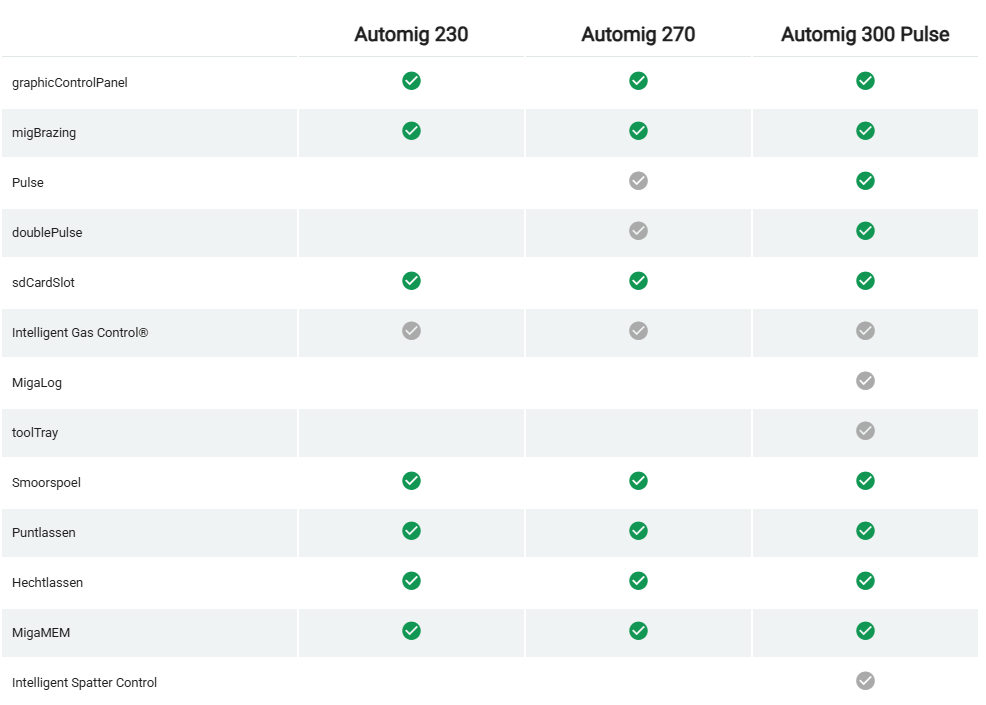 Automig 230 Automig 270 Automig 300 Pulse
graphicControlPanel
migBrazing
Pulse
doublePulse
sdCardSlot
Intelligent Gas Control®
MigaLog
toolTray
Smoorspoel
Puntlassen
Hechtlassen
MigaMEM
Intelligent Spatter Control